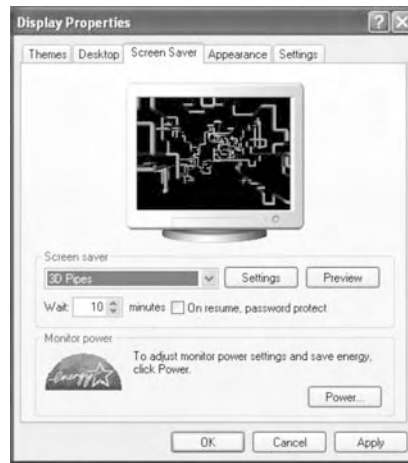 Display Properties
Themes Desktop Screen Saver Appearance Settings
Screen saver
3D Pipes Settings Preview
Wait: 10 minutes On resume, password protect
Monitor power
energy
To adjust monitor power settings and save energy,
click Power.
Power...
OK Cancel Apply